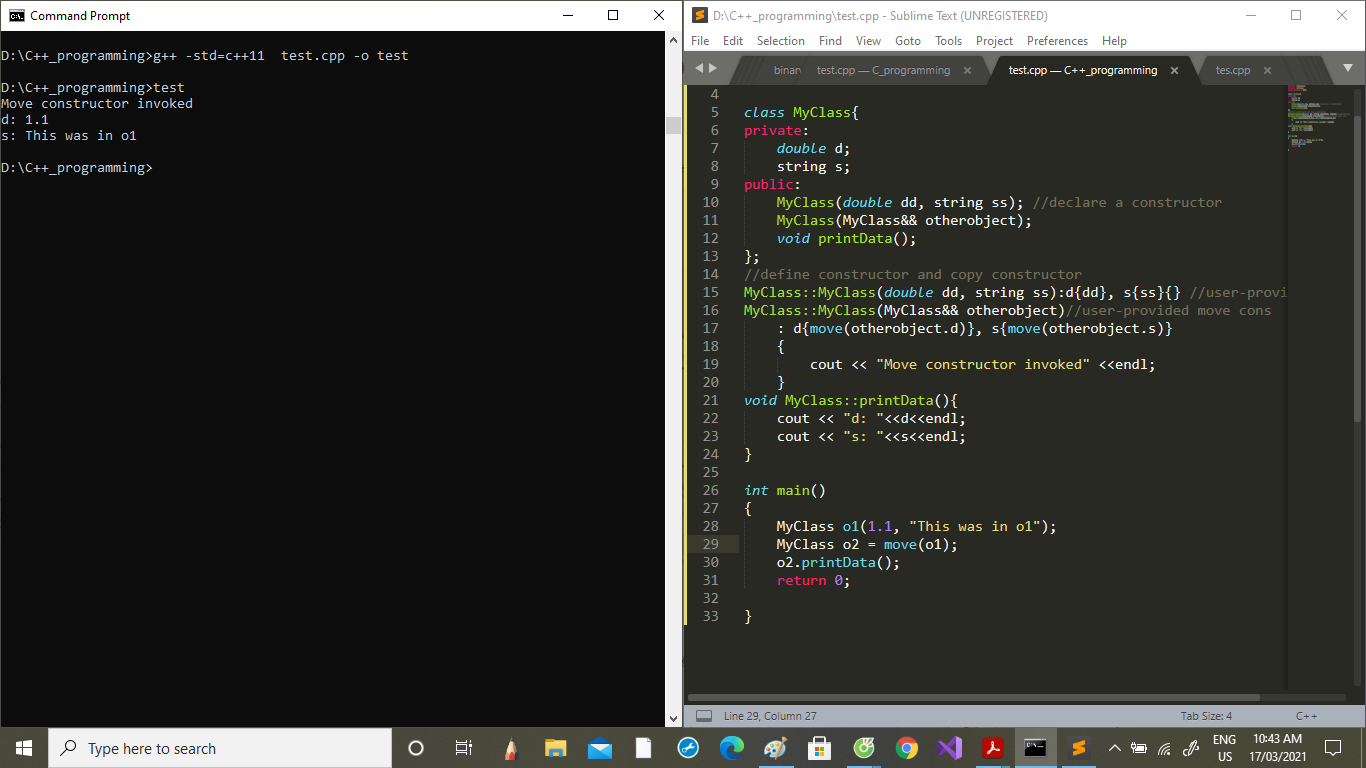 Command Prompt
D:\C++_programming>g++ -std=c++11  test.cpp -o test
D:\C++_programming>test
Move constructor invoked
d: 1.1
s: This was in o1
D:\C++_programming>
D:\C++_programming\test.cpp - Sublime Text (UNREGISTERED)
File Edit Selection Find View Goto Tools Project Preferences Help
binar test.cpp — C_programming test.cpp — C++_programming tes.cpp
4
5 class MyClass{
6 private:
7     double d;
8     string s;
9 public:
10     MyClass(double dd, string ss); //declare a constructor
11     MyClass(MyClass&& otherobject);
12     void printData();
13 };
14 //define constructor and copy constructor
15 MyClass::MyClass(double dd, string ss):d{dd}, s{ss}{} //user-provi
16 MyClass::MyClass(MyClass&& otherobject)//user-provided move cons
17     : d{move(otherobject.d)}, s{move(otherobject.s)}
18     {
19         cout << "Move constructor invoked" <<endl;
20     }
21 void MyClass::printData(){
22     cout << "d: "<<d<<endl;
23     cout << "s: "<<s<<endl;
24 }
25
26 int main()
27 {
28     MyClass o1(1.1, "This was in o1");
29     MyClass o2 = move(o1);
30     o2.printData();
31     return 0;
32
33 }
Line 29, Column 27 Tab Size: 4 C++
Type here to search
ENG
US
10:43 AM
17/03/2021